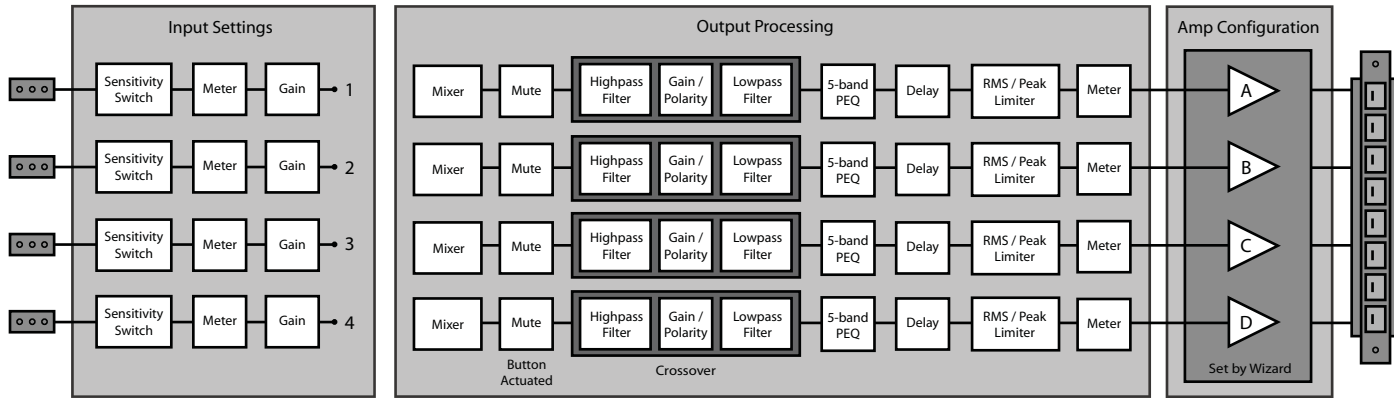 Input Settings
Output Processing
Amp Configuration
Sensitivity
Switch
Meter
Gain
1
Mixer
Mute
Highpass
Filter
Gain /
Polarity
Lowpass
Filter
5-band
PEQ
Delay
RMS / Peak
Limiter
Meter
A
Sensitivity
Switch
Meter
Gain
2
Mixer
Mute
Highpass
Filter
Gain /
Polarity
Lowpass
Filter
5-band
PEQ
Delay
RMS / Peak
Limiter
Meter
B
Sensitivity
Switch
Meter
Gain
3
Mixer
Mute
Highpass
Filter
Gain /
Polarity
Lowpass
Filter
5-band
PEQ
Delay
RMS / Peak
Limiter
Meter
C
Sensitivity
Switch
Meter
Gain
4
Mixer
Mute
Highpass
Filter
Gain /
Polarity
Lowpass
Filter
5-band
PEQ
Delay
RMS / Peak
Limiter
Meter
D
Button
Actuated
Crossover
Set by Wizard